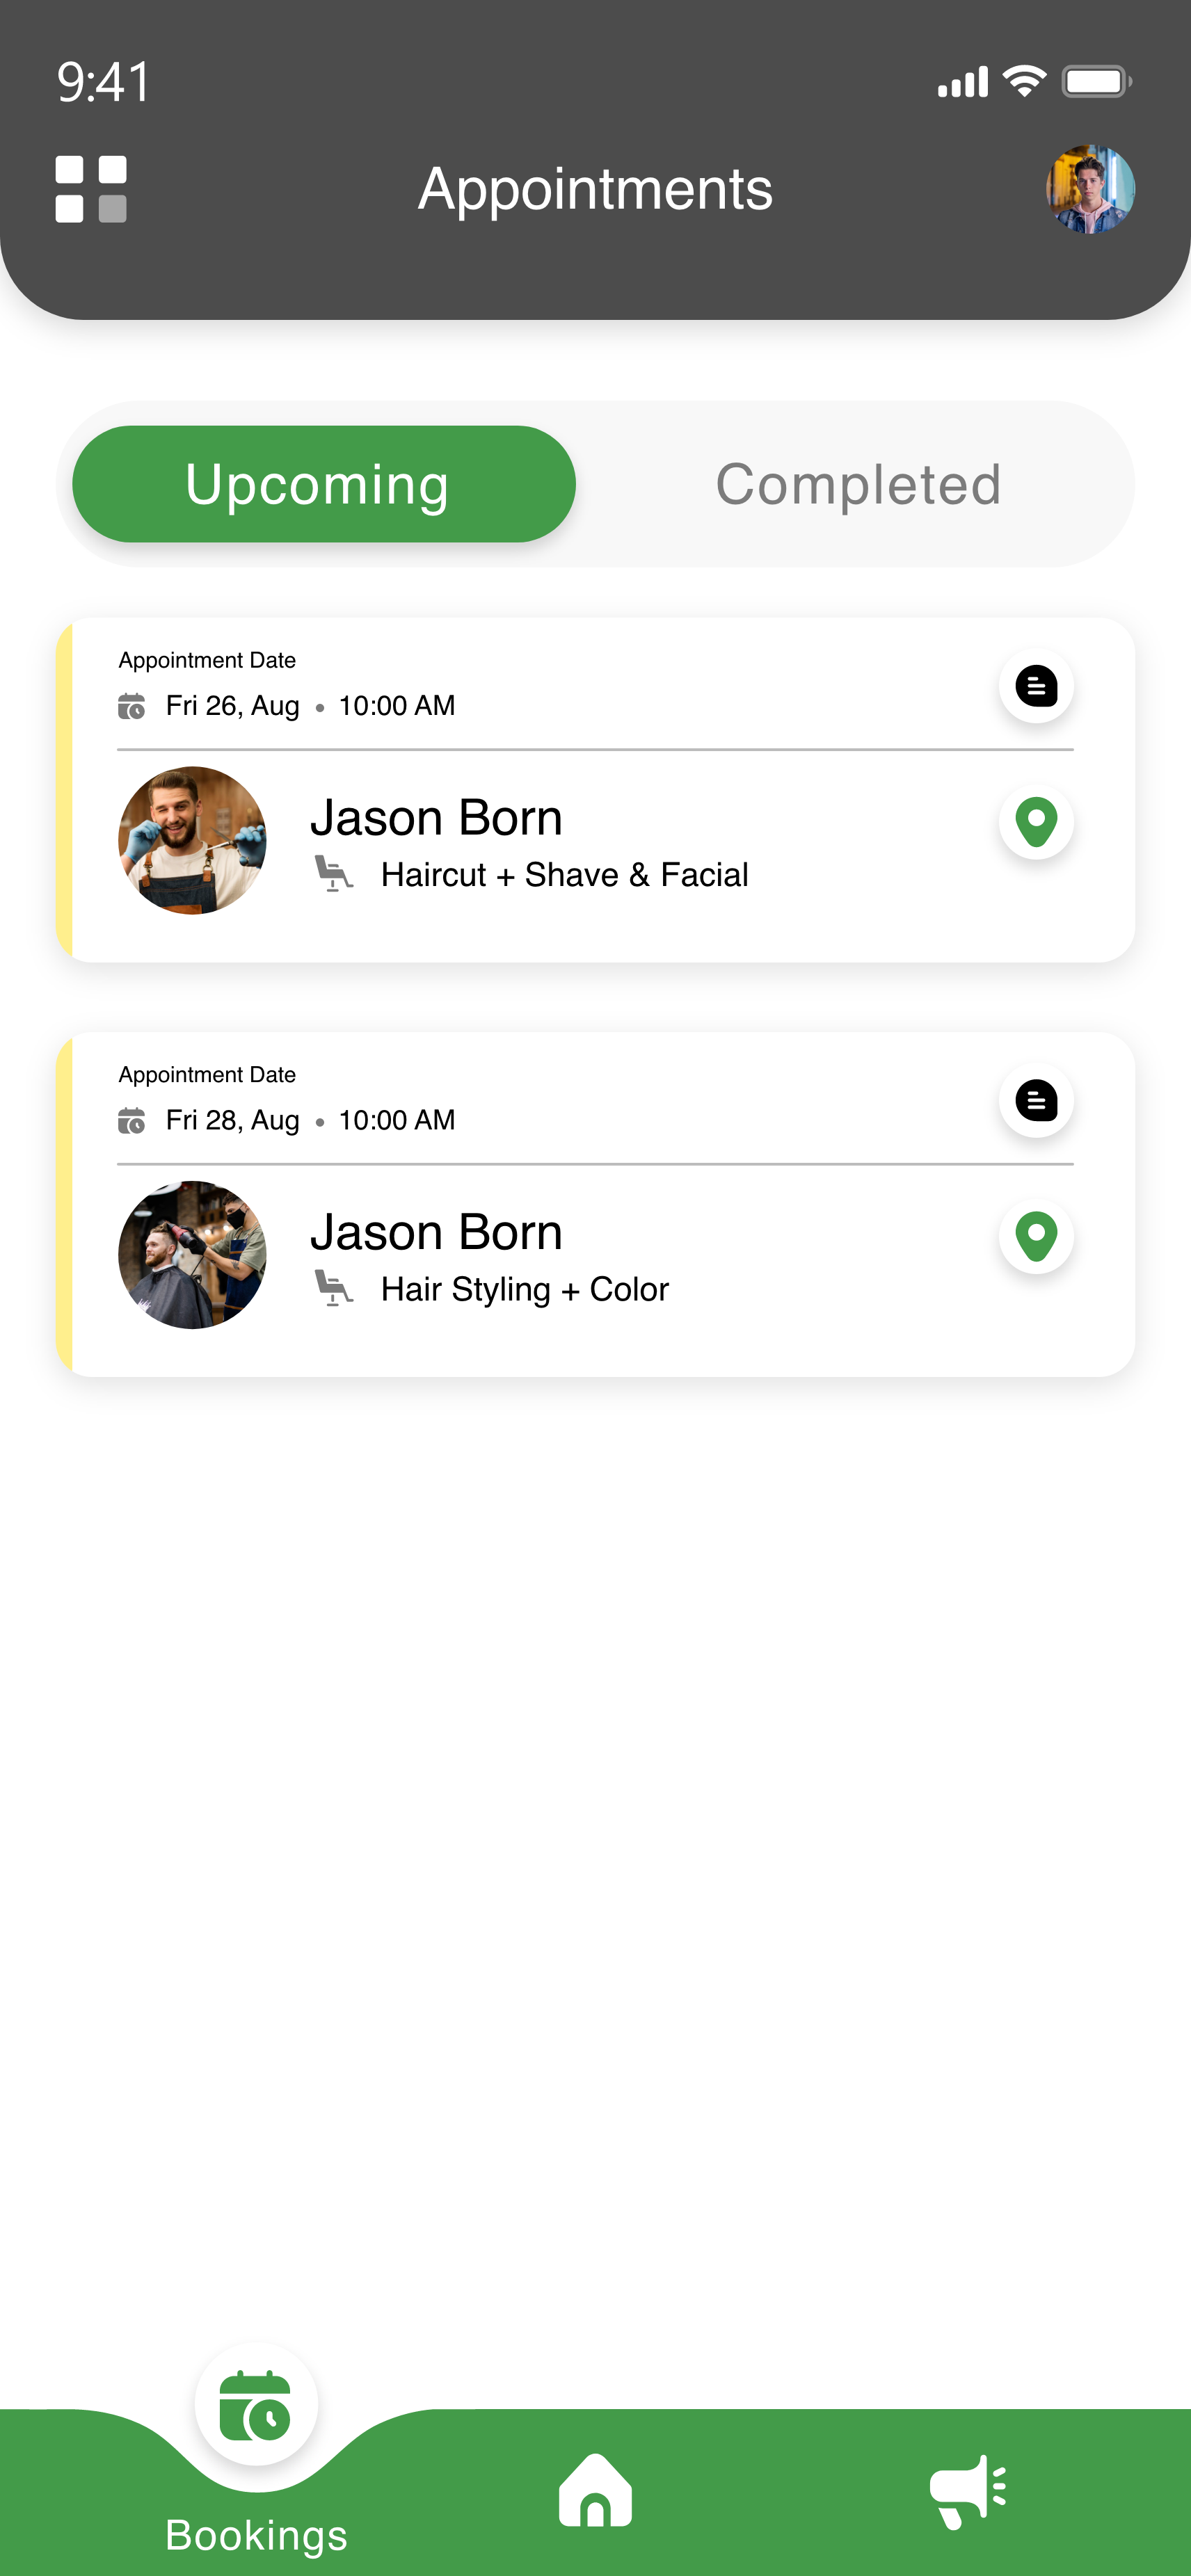 9:41
Appointments
Upcoming
Completed
Appointment Date
Fri 26, Aug • 10:00 AM
Jason Born
Haircut + Shave & Facial
Appointment Date
Fri 28, Aug • 10:00 AM
Jason Born
Hair Styling + Color
Bookings